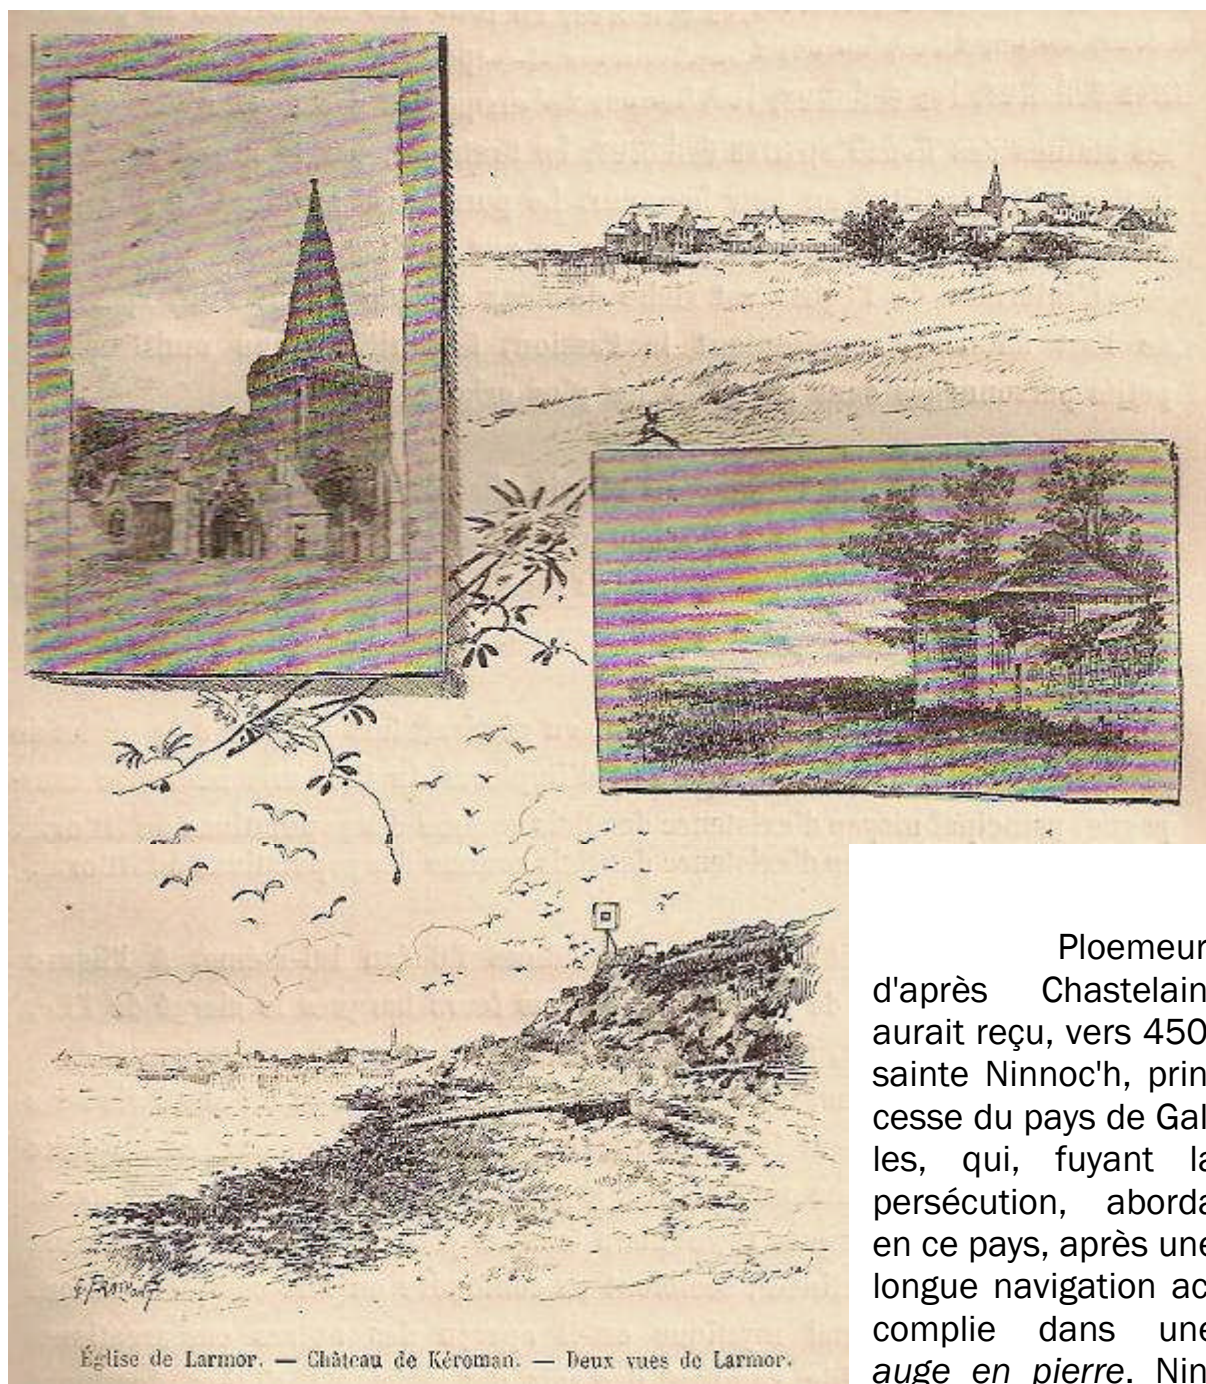 Ploemeur
d'après Chastelain
aurait reçu, vers 450
sainte Ninnoc'h, prin
cesse du pays de Gal
les, qui, fuyant la
persécution, aborda
en ce pays, après une
longue navigation ac
complie dans une
auge en pierre. Nin
Église de Larmor. — Château de Kéroman. — Deux vues de Larmor.